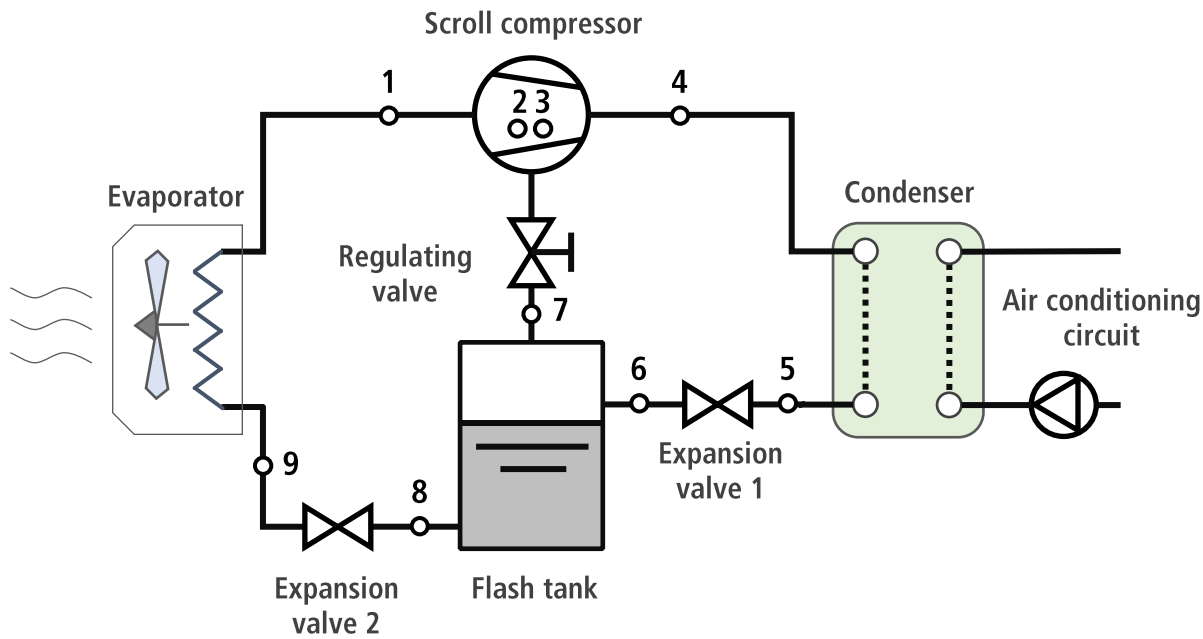 Scroll compressor
1
2 3
4
Evaporator
Condenser
Regulating
valve
7
Air conditioning
circuit
6
5
Expansion
valve 1
9
8
Expansion
valve 2
Flash tank